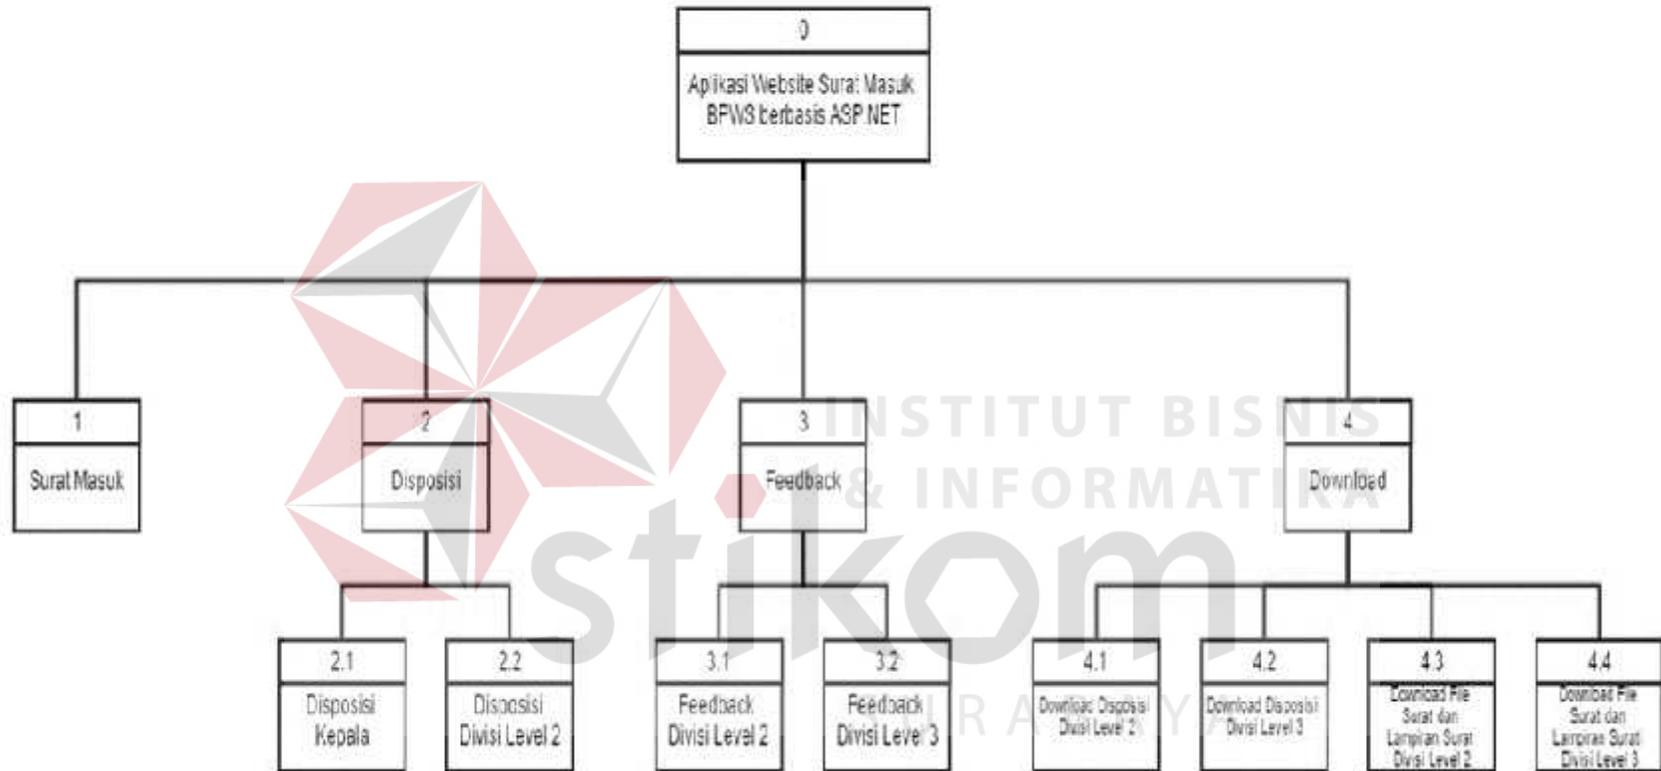 0
Aplikasi Website Surat Masuk
BPWS berbasis ASP.NET
1
Surat Masuk
2
Disposisi
3
Feedback
4
Download
2.1
Disposisi
Kepala
2.2
Disposisi
Divisi Level 2
3.1
Feedback
Divisi Level 2
3.2
Feedback
Divisi Level 3
4.1
Download Disposisi
Divisi Level 2
4.2
Download Disposisi
Divisi Level 3
4.3
Download File
Surat dan
Lampiran Surat
Divisi Level 2
4.4
Download File
Surat dan
Lampiran Surat
Divisi Level 3
INSTITUT BISNIS
& INFORMATIKA
stikom
SURABAYA